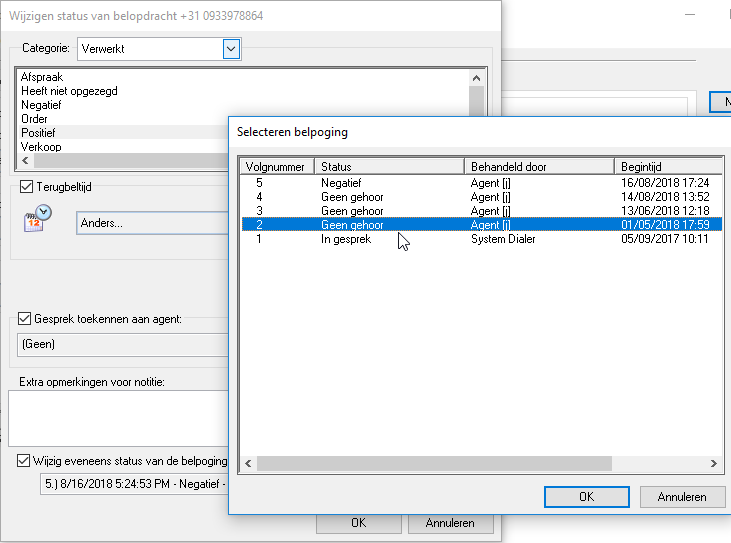 Wijzigen status van belopdracht +31 0933978864
Categorie: Verwerkt
Afspraak
Heeft niet opgezegd
Negatief
Order
Positief
Verkoop
Terugbeltijd
12
Anders...
Gesprek toekennen aan agent:
(Geen)
Extra opmerkingen voor notitie:
Wijzig eveneens status van de belpoging
5.) 8/16/2018 5:24:53 PM - Negatief -
OK Annuleren
N
Selecteren belpoging
Volgnummer Status Behandeld door Begintijd
5 Negatief Agent [j] 16/08/2018 17:24
4 Geen gehoor Agent [j] 14/08/2018 13:52
3 Geen gehoor Agent [j] 13/06/2018 12:18
2 Geen gehoor Agent [j] 01/05/2018 17:59
1 In gesprek System Dialer 05/09/2017 10:11
OK Annuleren